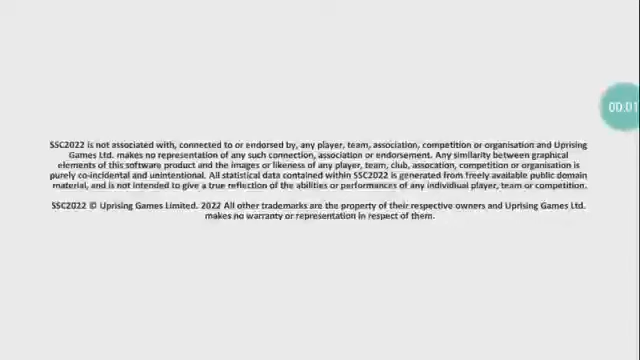 SSC2022 is not associated with, connected to or endorsed by, any player, team, association, competition or organisation and Uprising
Games Ltd. makes no representation of any such connection, association or endorsement. Any similarity between graphical
elements of this software product and the images or likeness of any player, team, club, assocation, competition or organisation is
purely co-incidental and unintentional. All statistical data contained within SSC2022 is generated from freely available public domain
material, and is not intended to give a true reflection of the abilities or performances of any individual player, team or competition.
SSC2022 © Uprising Games Limited. 2022 All other trademarks are the property of their respective owners and Uprising Games Ltd.
makes no warranty or representation in respect of them.
00:01